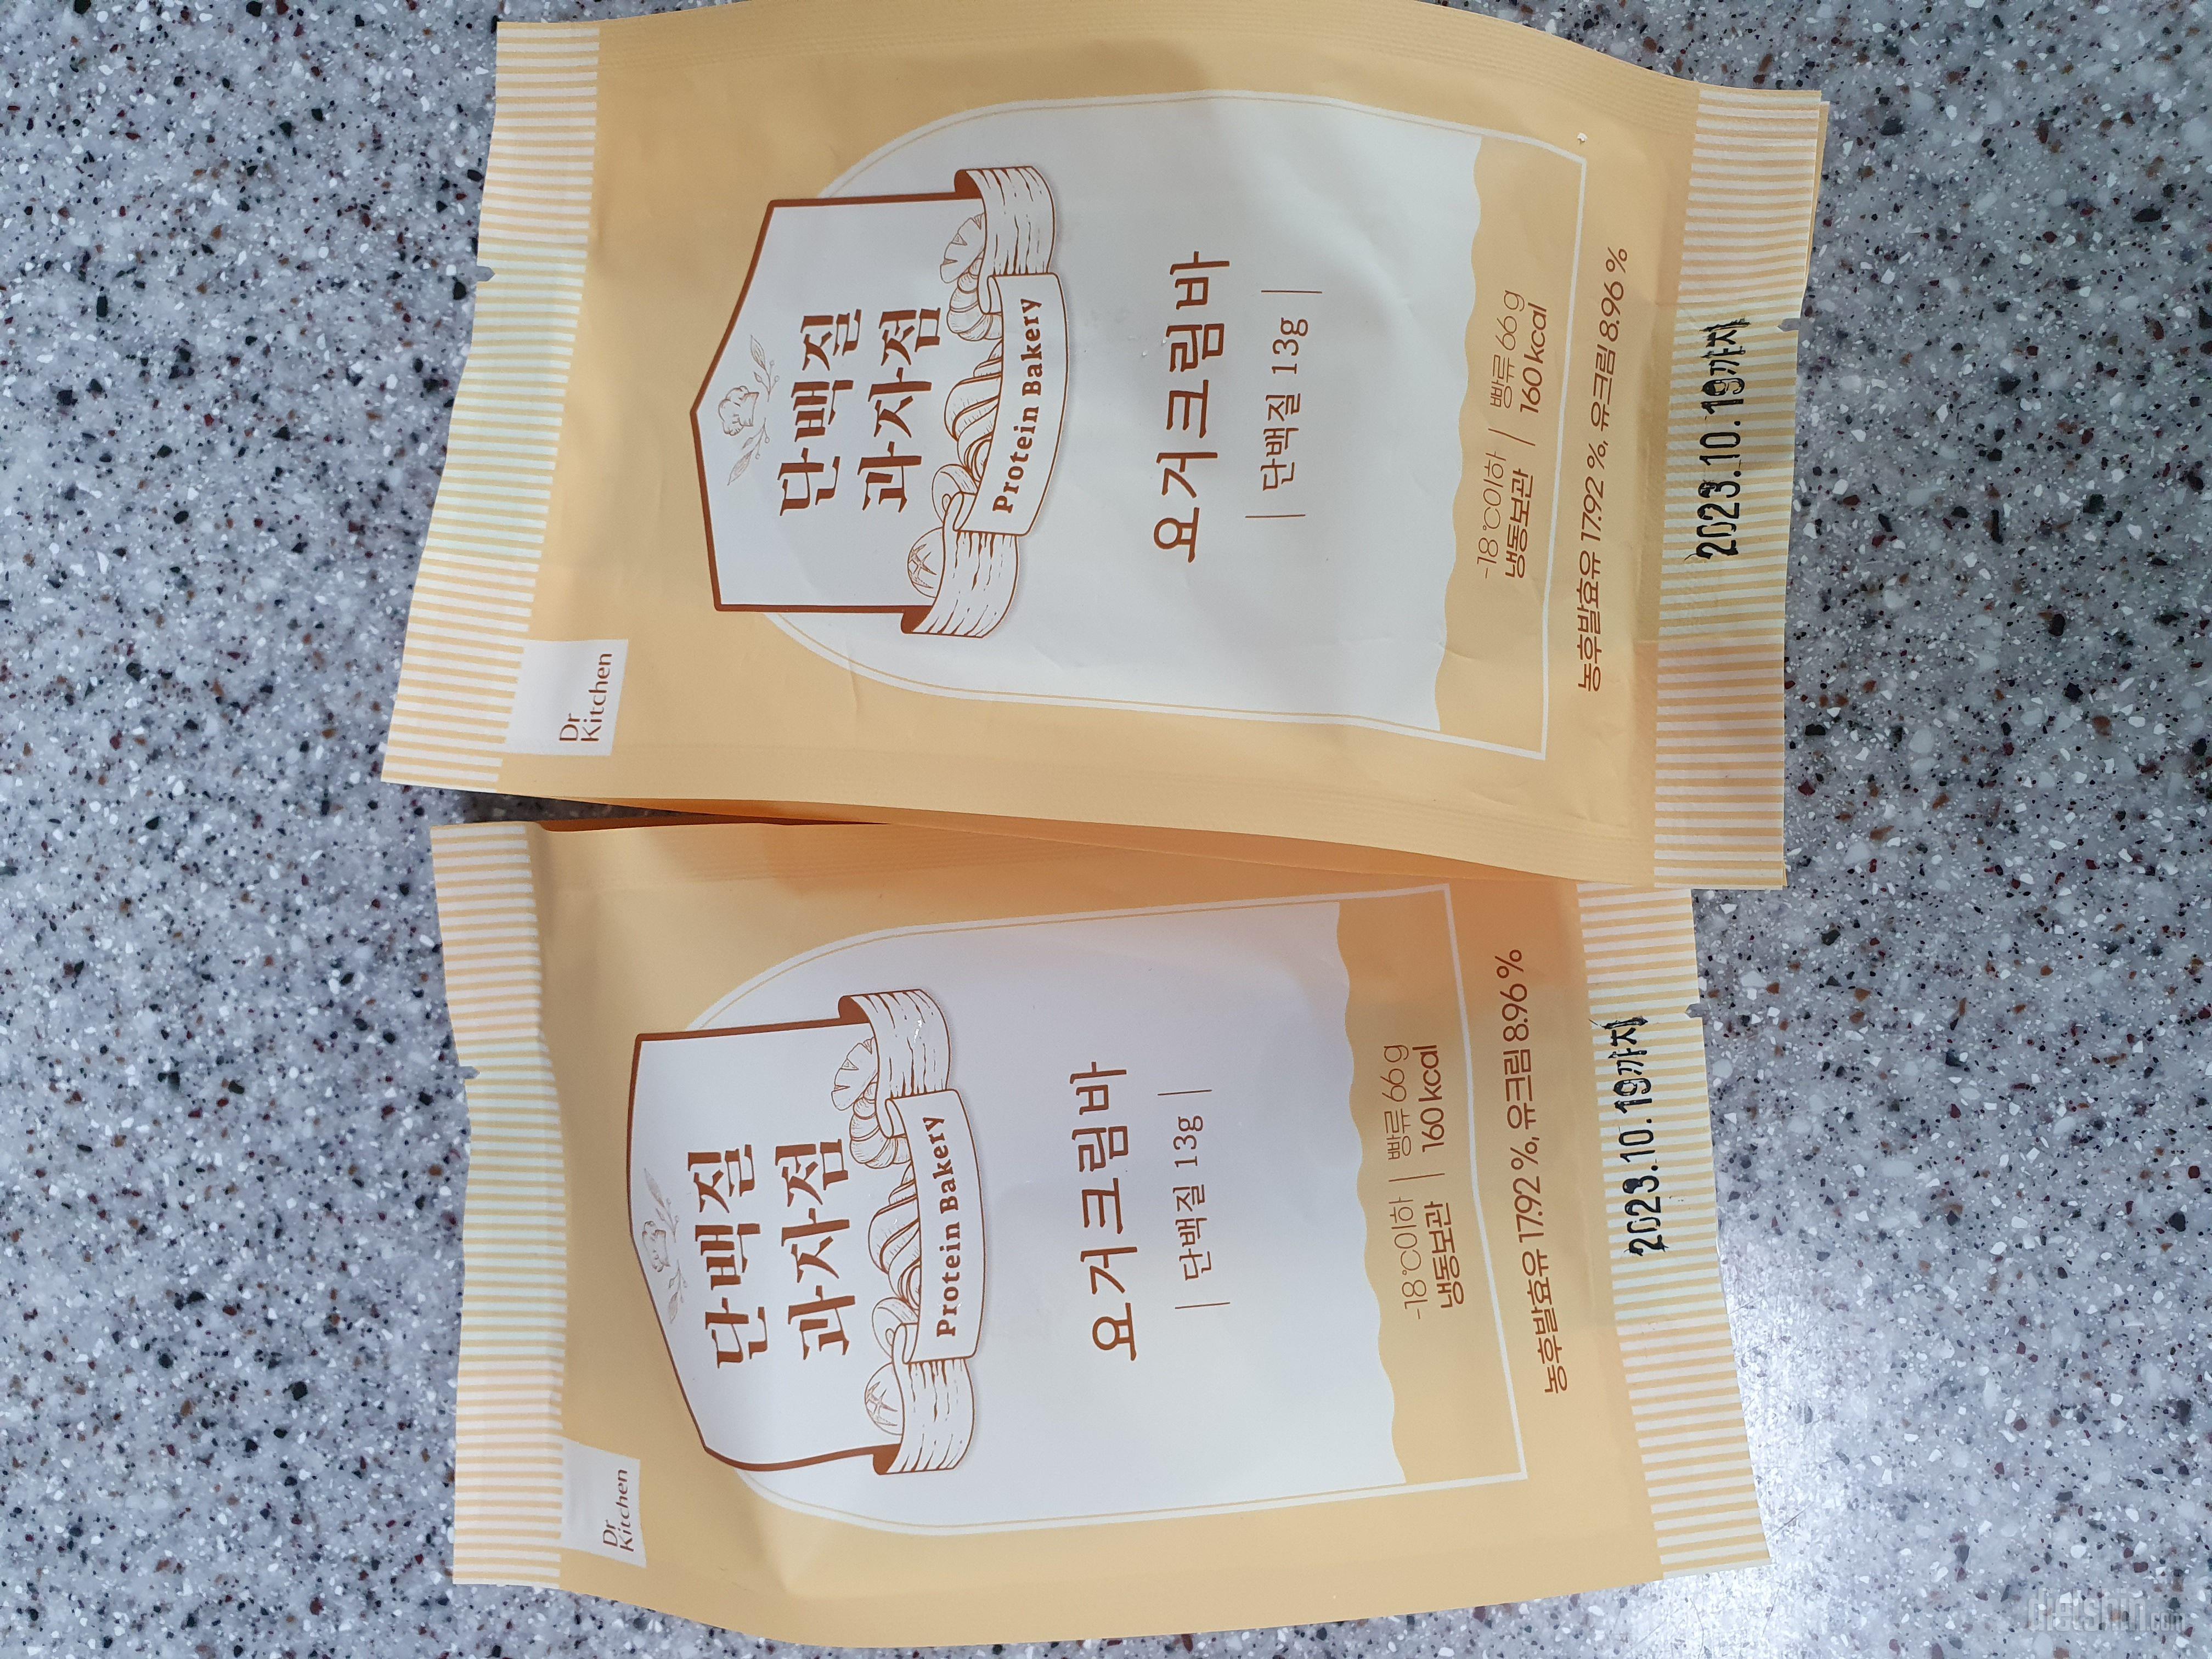 Dr
Kitchen
단백질
과자점
Protein Bakery
요거크림바
단백질 13g
-18℃이하
냉동보관
빵류 66 g
160 kcal
농후발효유 17.92 %, 유크림 8.96 %
2023.10.19까지
Dr
Kitchen
단백질
과자점
Protein Bakery
요거크림바
단백질 13g
-18℃이하
냉동보관
빵류 66 g
160 kcal
농후발효유 17.92 %, 유크림 8.96 %
2023.10.19까지
dietshin.com